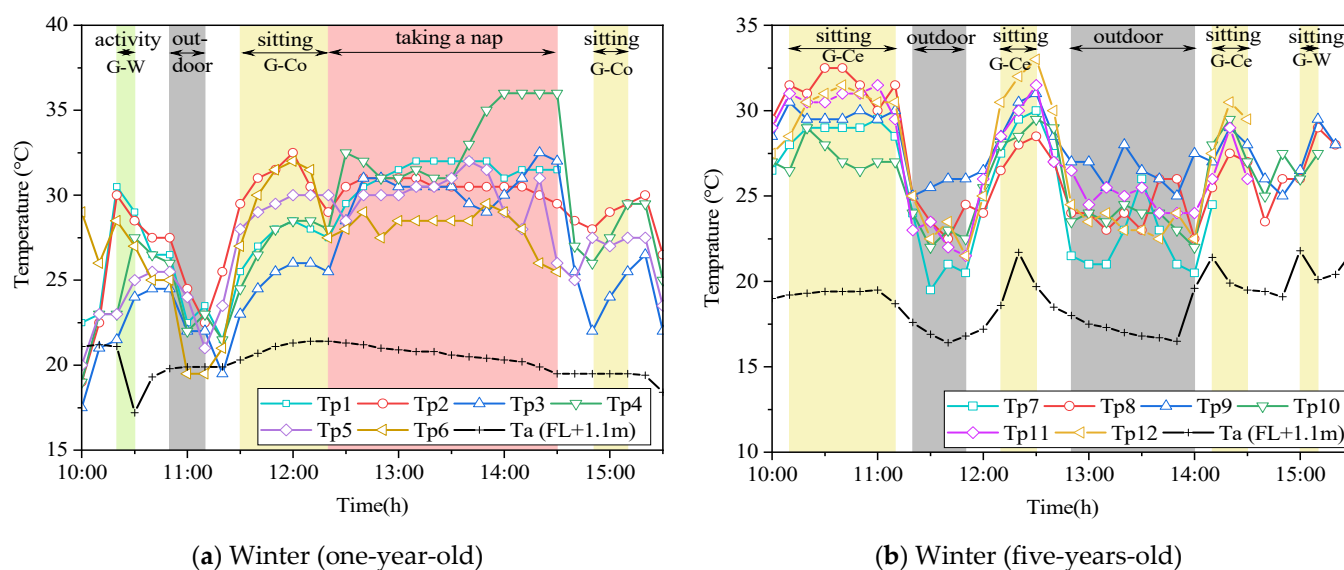 activity
G-W
out-
door
sitting
G-Co
taking a nap
sitting
G-Co
Temperature (°C)
40
35
30
25
20
15
Tp1 Tp2 Tp3 Tp4
Tp5 Tp6 Ta (FL+1.1m)
10:00 11:00 12:00 13:00 14:00 15:00
Time(h)
(a) Winter (one-year-old)
sitting
G-Ce
outdoor
sitting
G-Ce
outdoor
sitting
G-Ce
sitting
G-W
Temprature (°C)
35
30
25
20
15
10
Tp7 Tp8 Tp9 Tp10
Tp11 Tp12 Ta (FL+1.1m)
10:00 11:00 12:00 13:00 14:00 15:00
Time(h)
(b) Winter (five-years-old)